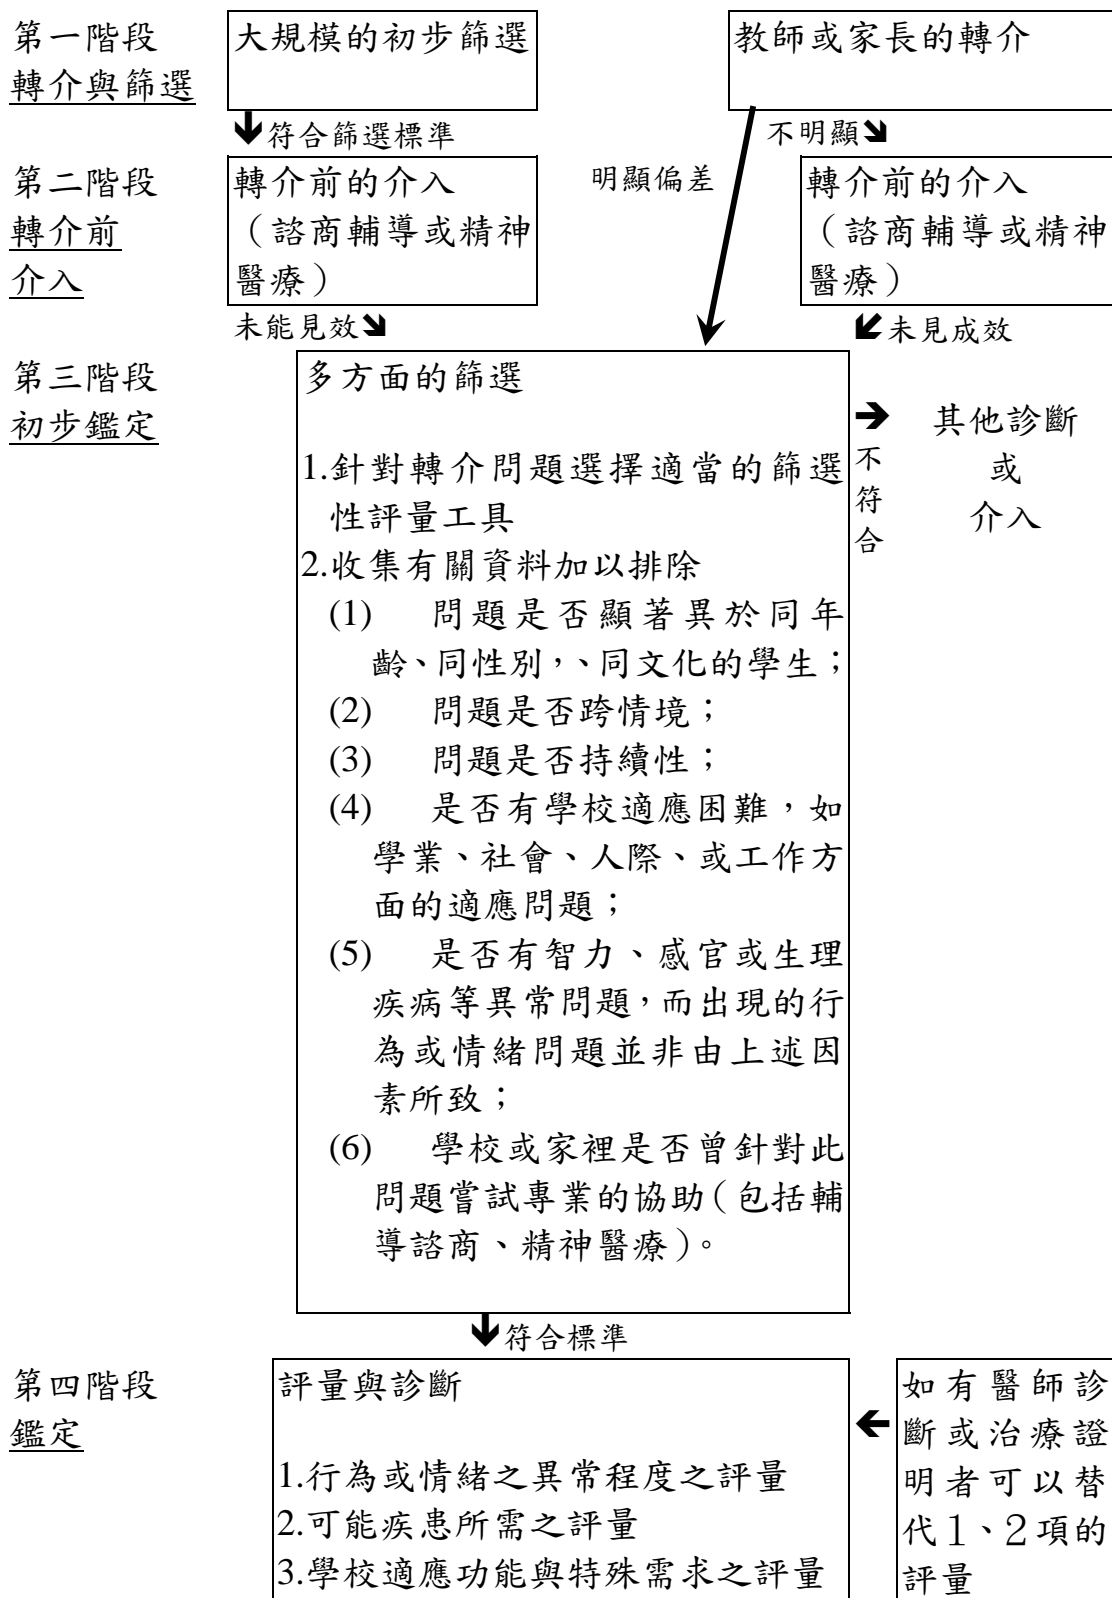 第一階段
轉介與篩選
大規模的初步篩選
教師或家長的轉介
符合篩選標準
不明顯
明顯偏差
第二階段
轉介前
介入
轉介前的介入
（諮商輔導或精神
醫療）
轉介前的介入
（諮商輔導或精神
醫療）
未能見效
未見成效
第三階段
初步鑑定
多方面的篩選
1.針對轉介問題選擇適當的篩選
性評量工具
2.收集有關資料加以排除
(1) 問題是否顯著異於同年
齡、同性別，、同文化的學生；
(2) 問題是否跨情境；
(3) 問題是否持續性；
(4) 是否有學校適應困難，如
學業、社會、人際、或工作方
面的適應問題；
(5) 是否有智力、感官或生理
疾病等異常問題，而出現的行
為或情緒問題並非由上述因
素所致；
(6) 學校或家裡是否曾針對此
問題嘗試專業的協助（包括輔
導諮商、精神醫療）。
不
符
合
其他診斷
或
介入
符合標準
第四階段
鑑定
評量與診斷
1.行為或情緒之異常程度之評量
2.可能疾患所需之評量
3.學校適應功能與特殊需求之評量
如有醫師診
斷或治療證
明者可以替
代１、２項的
評量